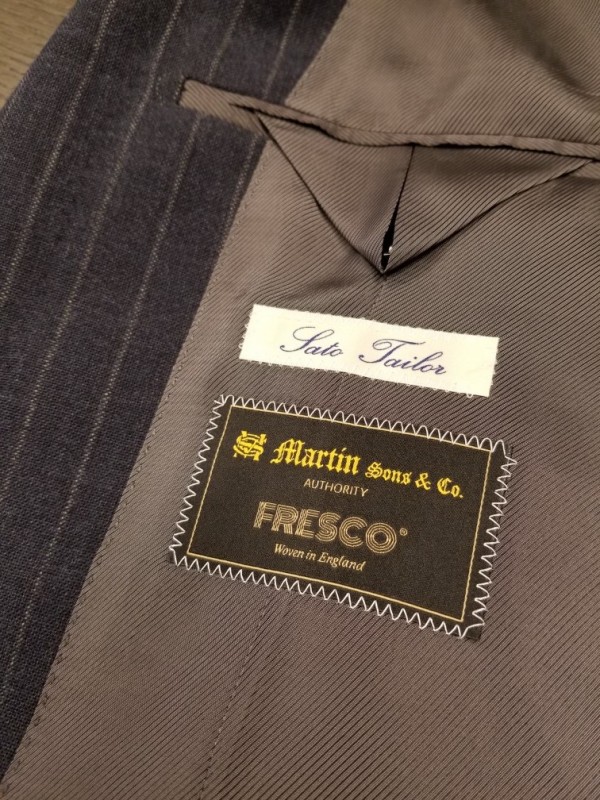 Sato Tailor
Martin Sons & Co.
AUTHORITY
FRESCO®
Woven in England